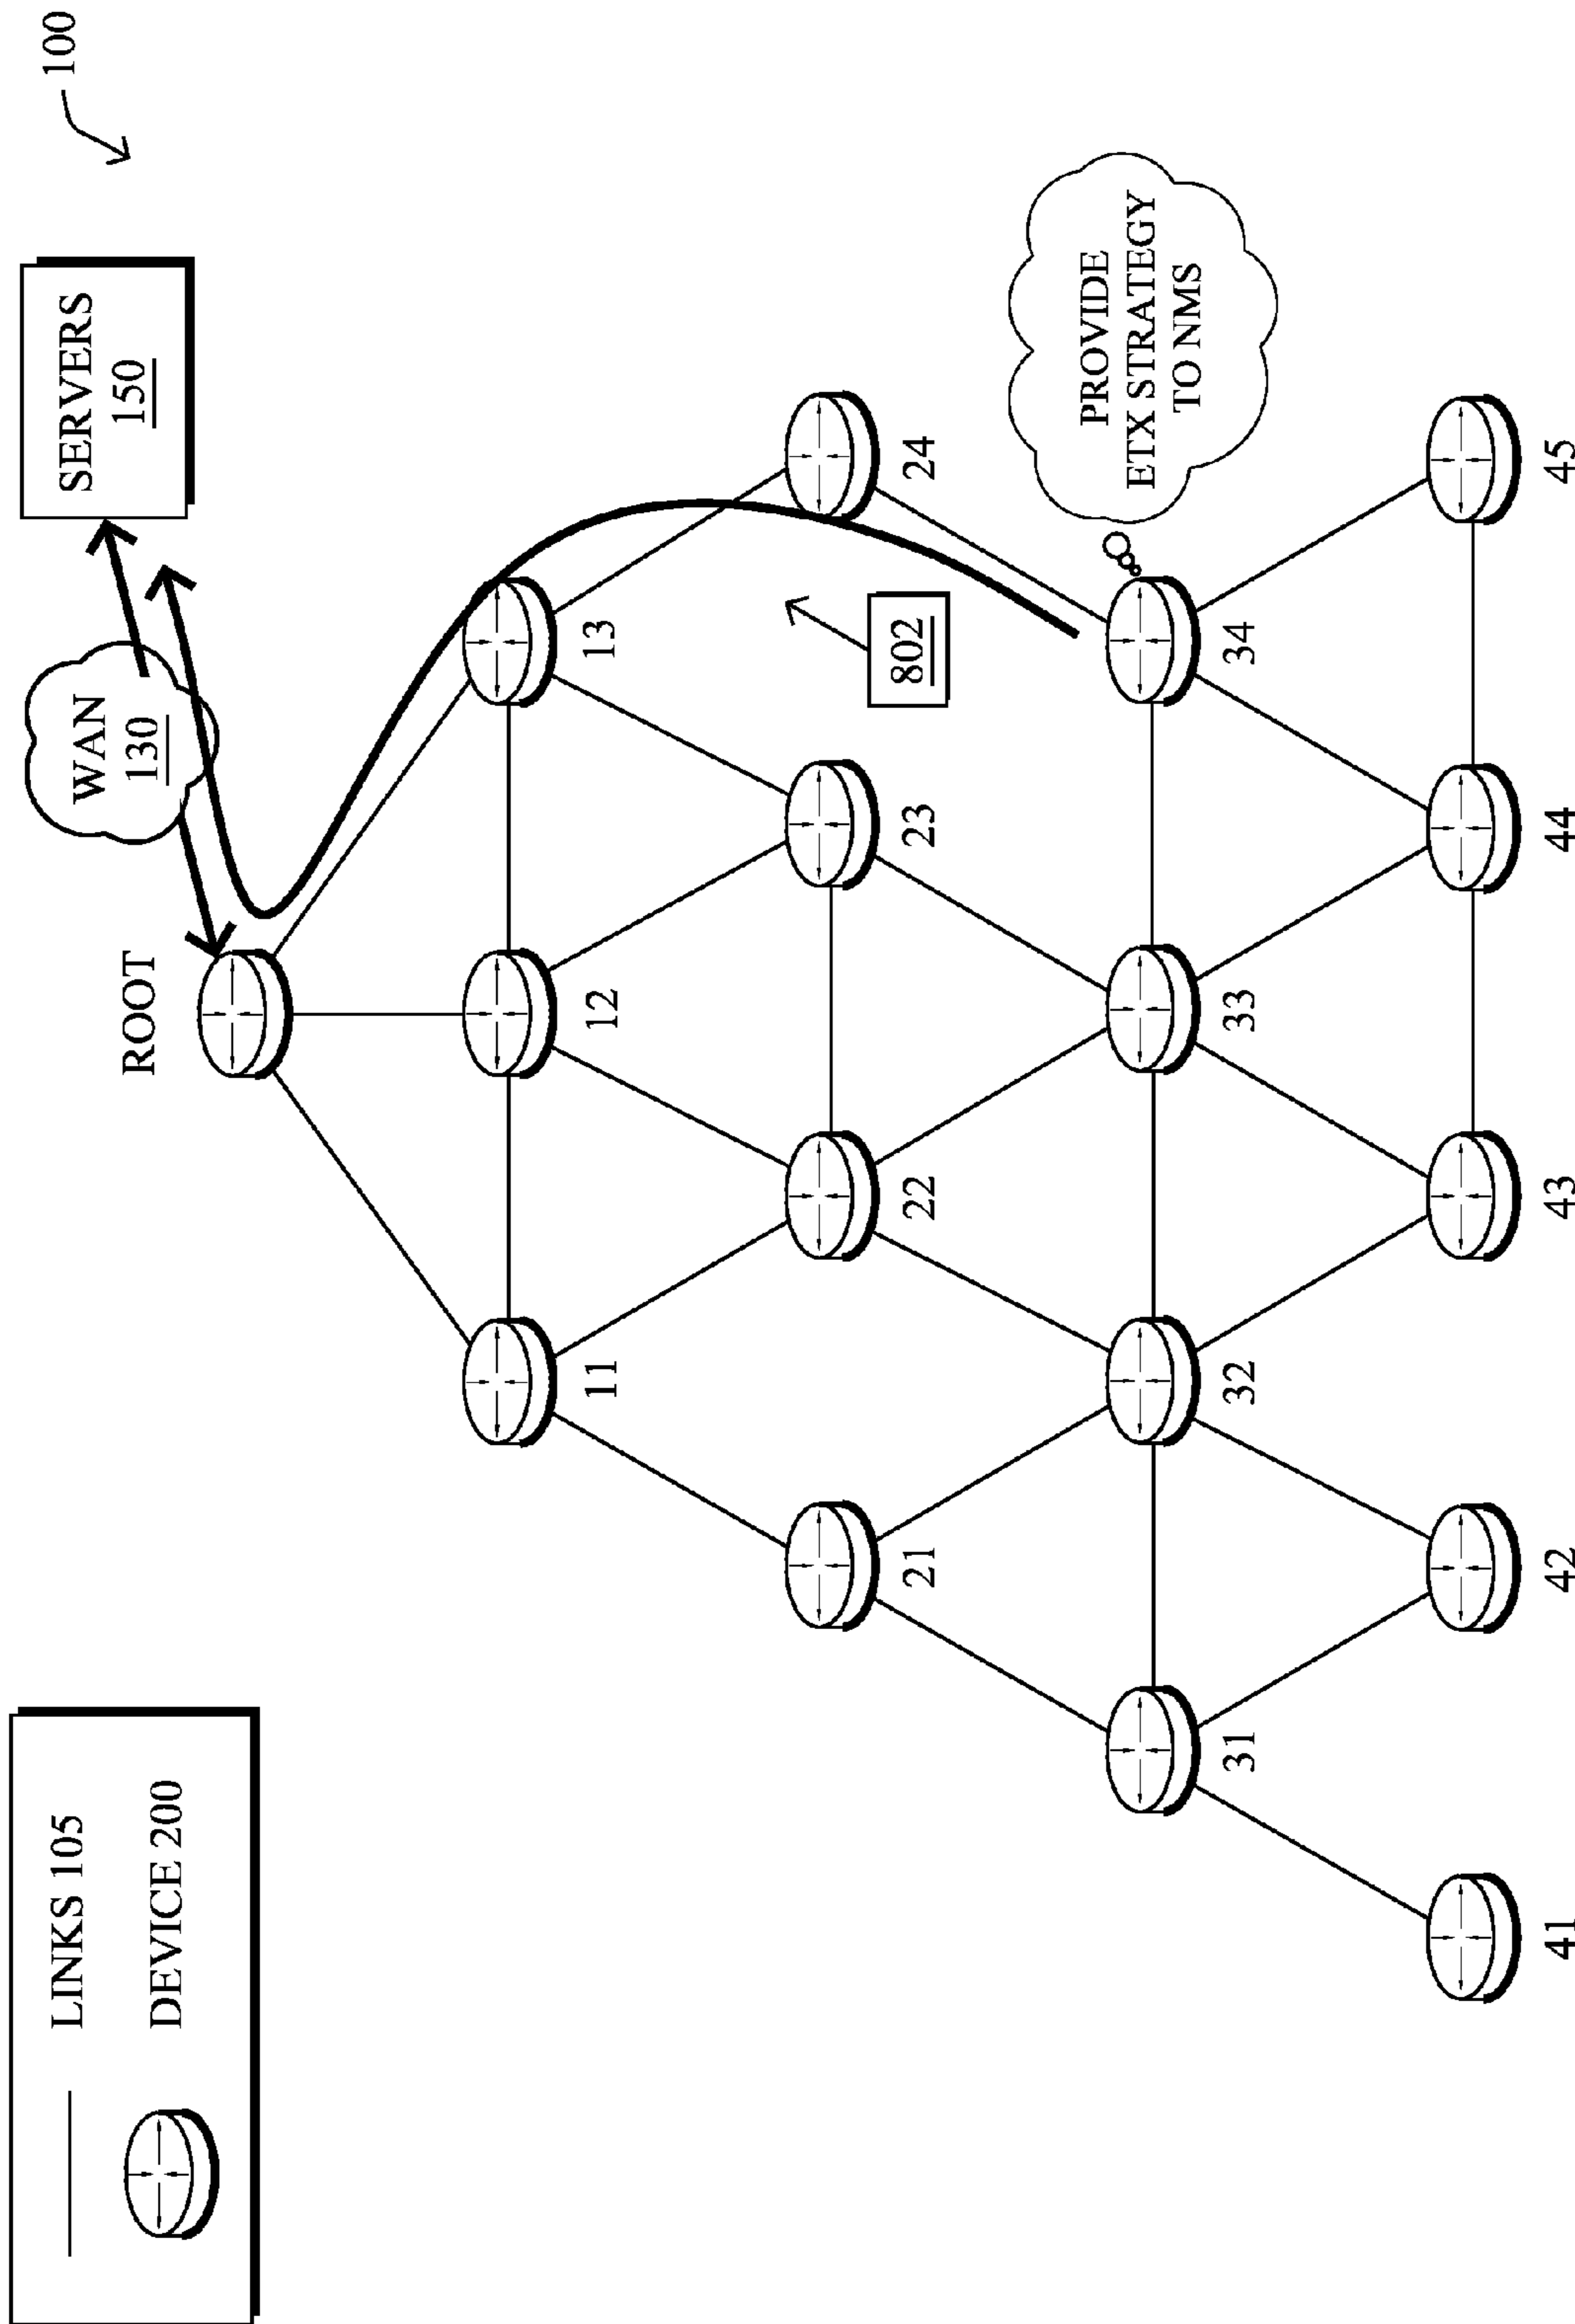 100
LINKS 105
DEVICE 200
WAN
130
SERVERS
150
ROOT
11
12
13
802
21
22
23
24
PROVIDE
ETX STRATEGY
TO NMS
31
32
33
34
41
42
43
44
45